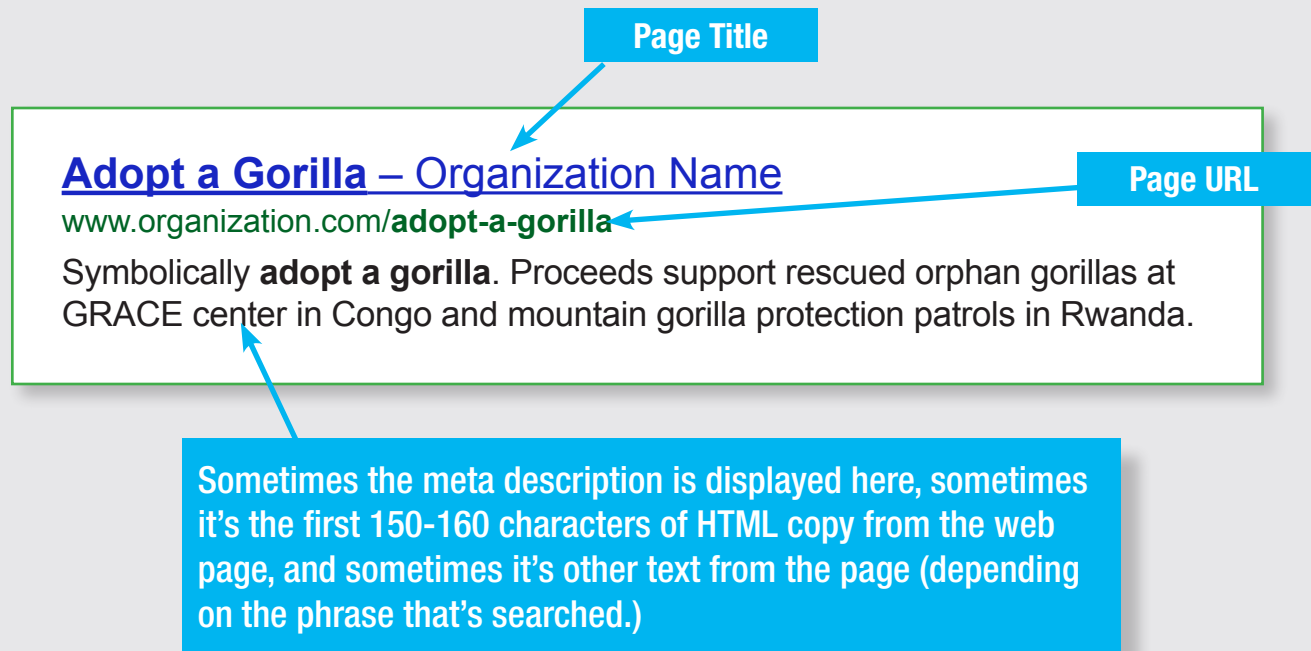 Page Title
Adopt a Gorilla – Organization Name
Page URL
www.organization.com/adopt-a-gorilla
Symbolically adopt a gorilla. Proceeds support rescued orphan gorillas at
GRACE center in Congo and mountain gorilla protection patrols in Rwanda.
Sometimes the meta description is displayed here, sometimes
it’s the first 150-160 characters of HTML copy from the web
page, and sometimes it’s other text from the page (depending
on the phrase that’s searched.)